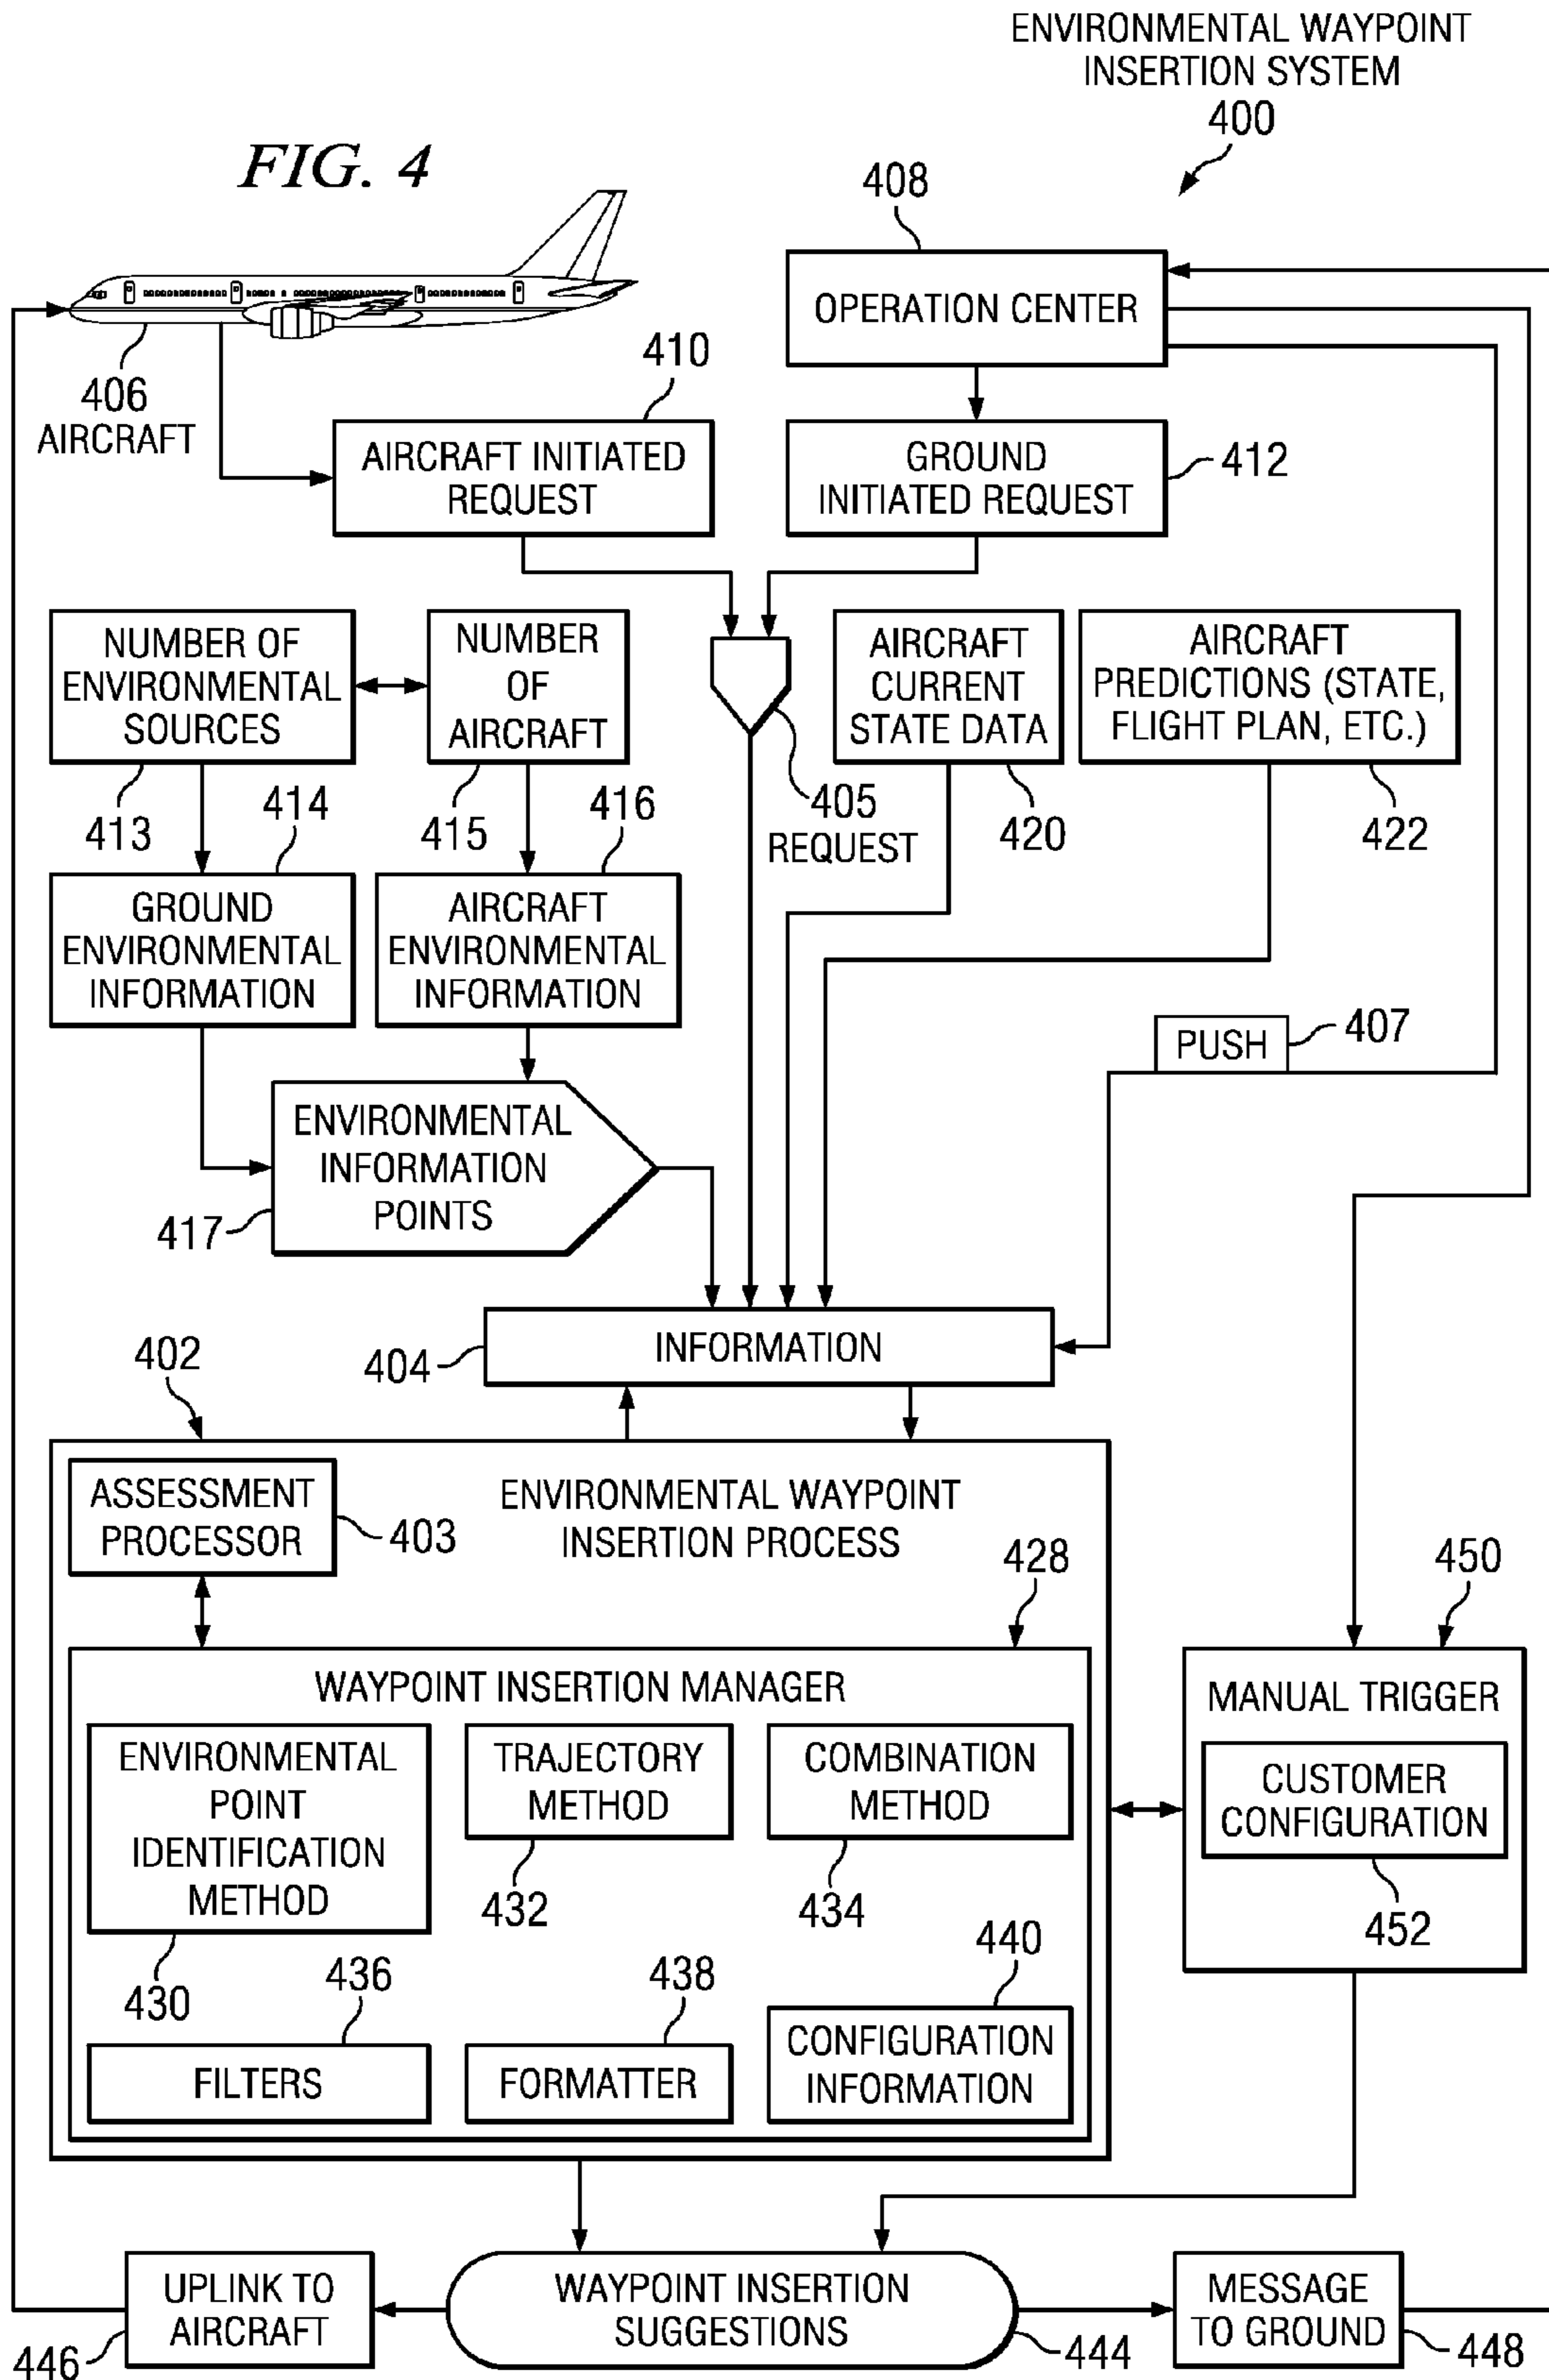 ENVIRONMENTAL WAYPOINT
INSERTION SYSTEM
400
FIG. 4
408
OPERATION CENTER
406
AIRCRAFT
410
AIRCRAFT INITIATED
REQUEST
GROUND
INITIATED REQUEST
412
NUMBER OF
ENVIRONMENTAL
SOURCES
413
NUMBER
OF
AIRCRAFT
415
405
REQUEST
AIRCRAFT
CURRENT
STATE DATA
420
AIRCRAFT
PREDICTIONS (STATE,
FLIGHT PLAN, ETC.)
422
414
GROUND
ENVIRONMENTAL
INFORMATION
416
AIRCRAFT
ENVIRONMENTAL
INFORMATION
PUSH
407
ENVIRONMENTAL
INFORMATION
POINTS
417
INFORMATION
404
402
ASSESSMENT
PROCESSOR
403
ENVIRONMENTAL WAYPOINT
INSERTION PROCESS
428
WAYPOINT INSERTION MANAGER
ENVIRONMENTAL
POINT
IDENTIFICATION
METHOD
430
TRAJECTORY
METHOD
432
COMBINATION
METHOD
434
436
FILTERS
438
FORMATTER
440
CONFIGURATION
INFORMATION
450
MANUAL TRIGGER
CUSTOMER
CONFIGURATION
452
UPLINK TO
AIRCRAFT
446
WAYPOINT INSERTION
SUGGESTIONS
444
MESSAGE
TO GROUND
448